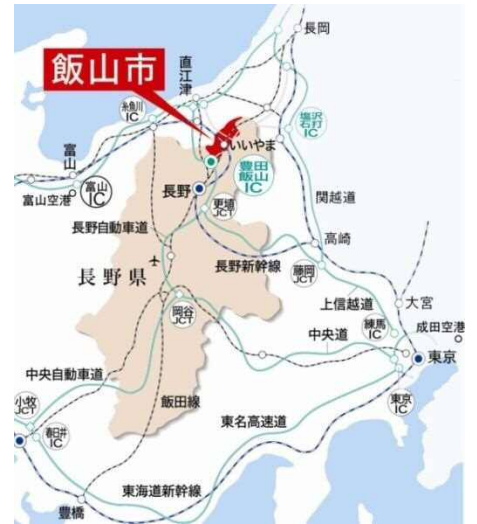 長岡
飯山市
直江津
糸魚川
IC
塩沢
石打
IC
いいやま
豊田
飯山
IC
富山
富山
IC
富山空港
長野
更埴
JCT
関越道
長野自動車道
高崎
長野新幹線
長野県
藤岡
JCT
岡谷
JCT
上信越道
大宮
練馬
IC
成田空港
中央道
東京
中央自動車道
東京
IC
小牧
JCT
飯田線
春日井
IC
東名高速道
東海道新幹線
豊橋